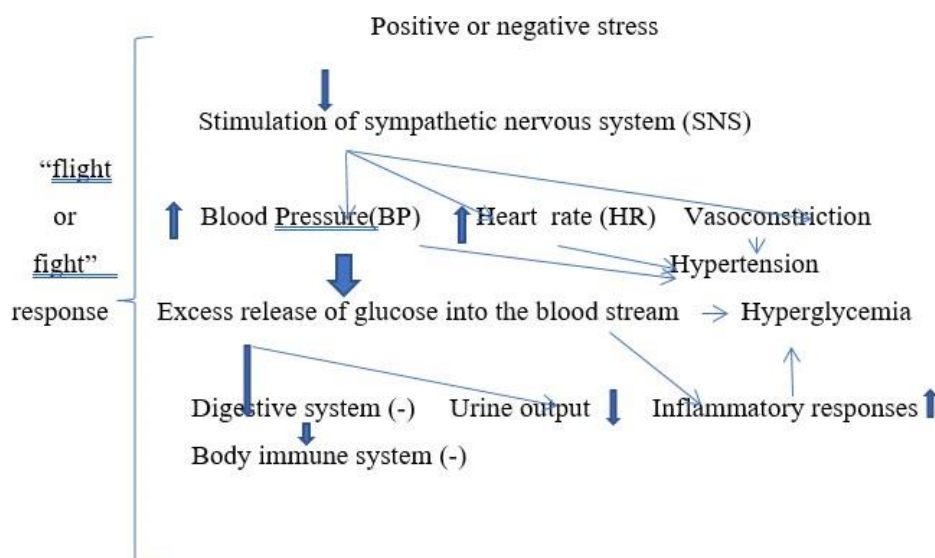 Positive or negative stress
Stimulation of sympathetic nervous system (SNS)
“flight
or
fight”
response
Blood Pressure(BP) Heart rate (HR) Vasoconstriction
Hypertension
Excess release of glucose into the blood stream Hyperglycemia
Digestive system (-) Urine output Inflammatory responses
Body immune system (-)